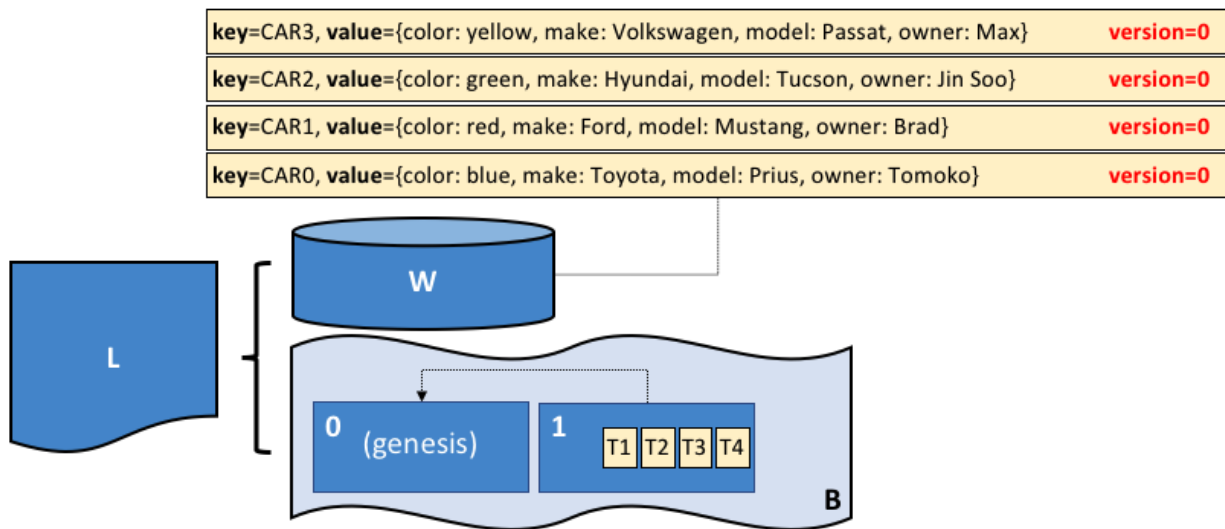 key=CAR3, value={color: yellow, make: Volkswagen, model: Passat, owner: Max} version=0
key=CAR2, value={color: green, make: Hyundai, model: Tucson, owner: Jin Soo} version=0
key=CAR1, value={color: red, make: Ford, model: Mustang, owner: Brad} version=0
key=CAR0, value={color: blue, make: Toyota, model: Prius, owner: Tomoko} version=0
W
L
0
(genesis)
1
T1 T2 T3 T4
B